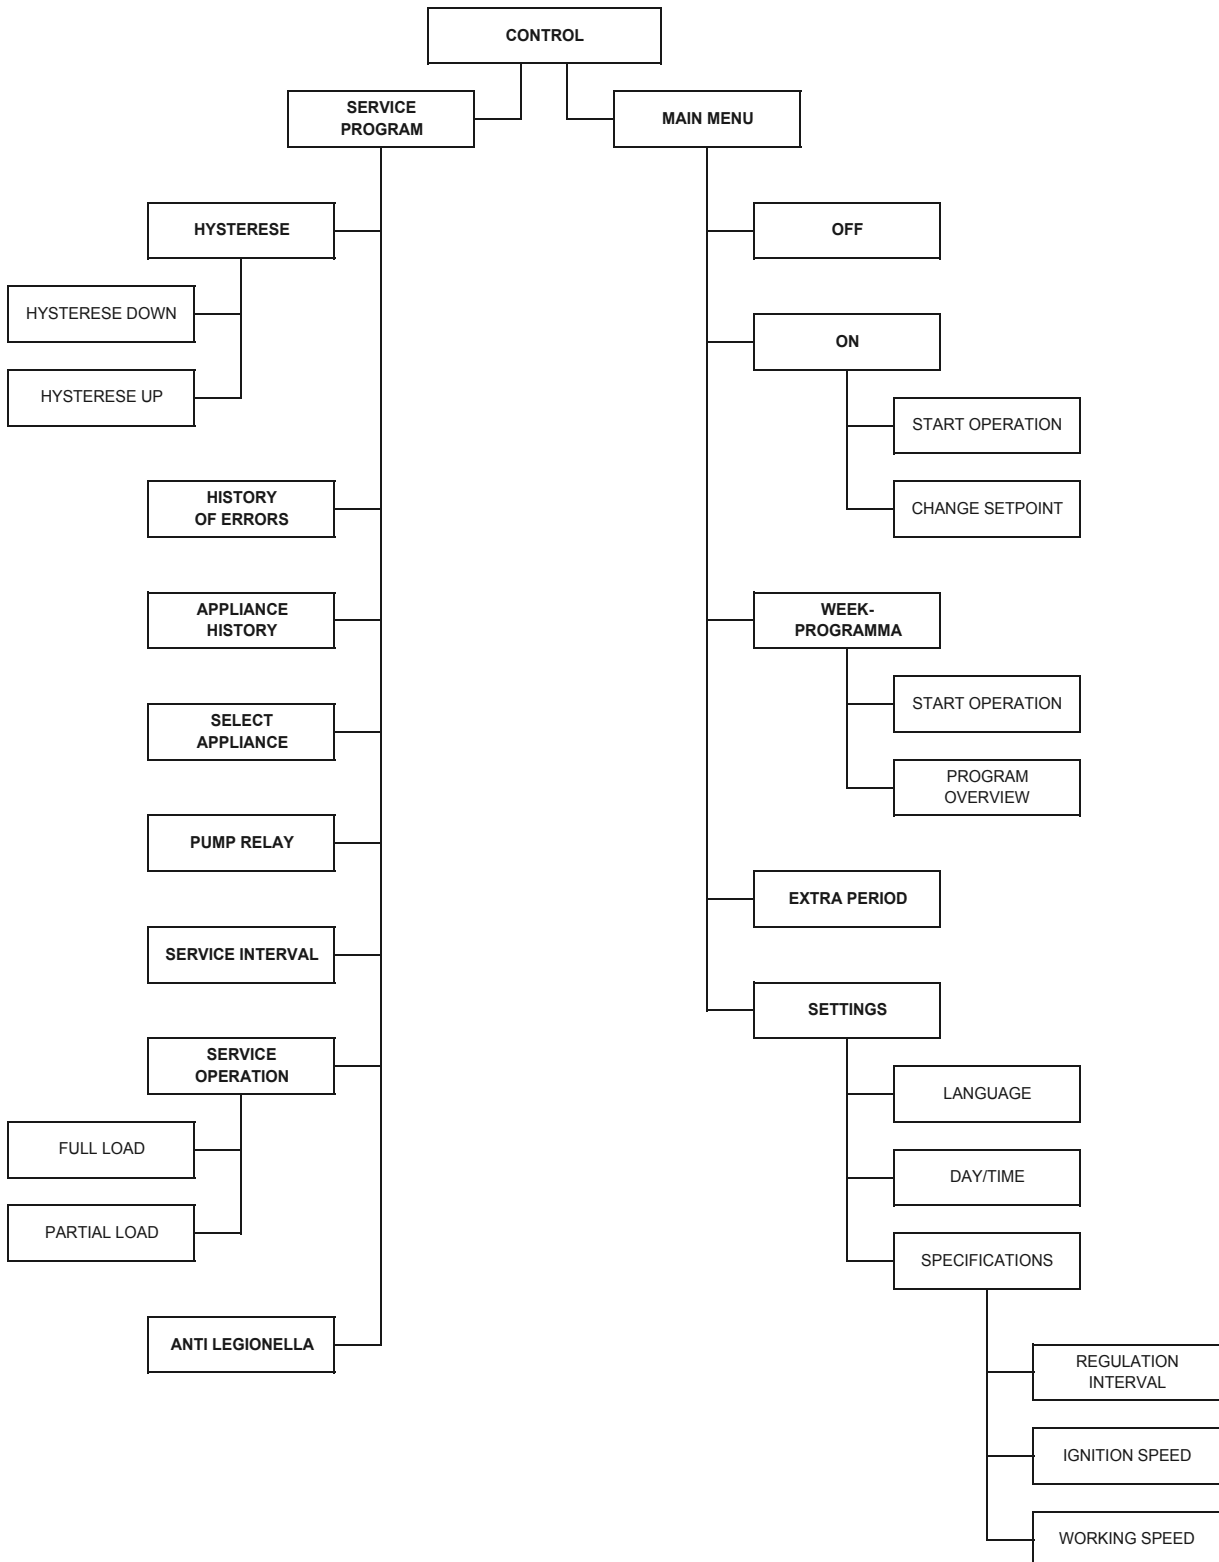 CONTROL
SERVICE
PROGRAM
MAIN MENU
HYSTERESE
HYSTERESE DOWN
HYSTERESE UP
HISTORY
OF ERRORS
APPLIANCE
HISTORY
SELECT
APPLIANCE
PUMP RELAY
SERVICE INTERVAL
SERVICE
OPERATION
FULL LOAD
PARTIAL LOAD
ANTI LEGIONELLA
OFF
ON
START OPERATION
CHANGE SETPOINT
WEEK-
PROGRAMMA
START OPERATION
PROGRAM
OVERVIEW
EXTRA PERIOD
SETTINGS
LANGUAGE
DAY/TIME
SPECIFICATIONS
REGULATION
INTERVAL
IGNITION SPEED
WORKING SPEED